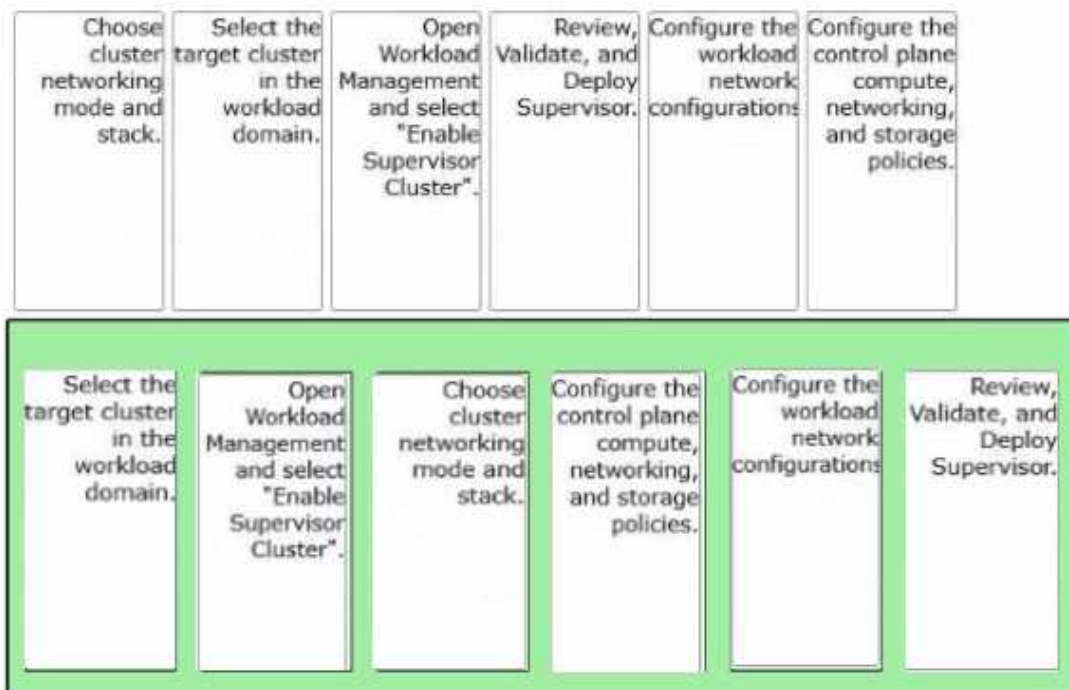 Choose
cluster
networking
mode and
stack.
Select the
target cluster
in the
workload
domain.
Open
Workload
Management
and select
"Enable
Supervisor
Cluster".
Review,
Validate, and
Deploy
Supervisor.
Configure the
workload
network
configurations
Configure the
control plane
compute,
networking,
and storage
policies.
Select the
target cluster
in the
workload
domain.
Open
Workload
Management
and select
"Enable
Supervisor
Cluster".
Choose
cluster
networking
mode and
stack.
Configure the
control plane
compute,
networking,
and storage
policies.
Configure the
workload
network
configurations
Review,
Validate, and
Deploy
Supervisor.